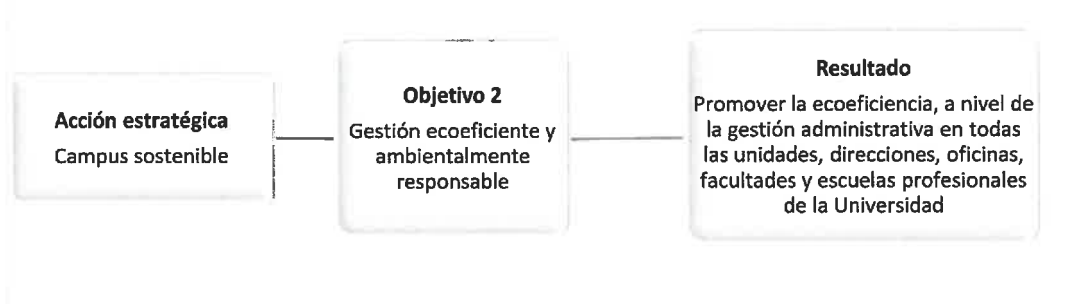 Acción estratégica
Campus sostenible
Objetivo 2
Gestión ecoeficiente y
ambientalmente
responsable
Resultado
Promover la ecoeficiencia, a nivel de
la gestión administrativa en todas
las unidades, direcciones, oficinas,
facultades y escuelas profesionales
de la Universidad